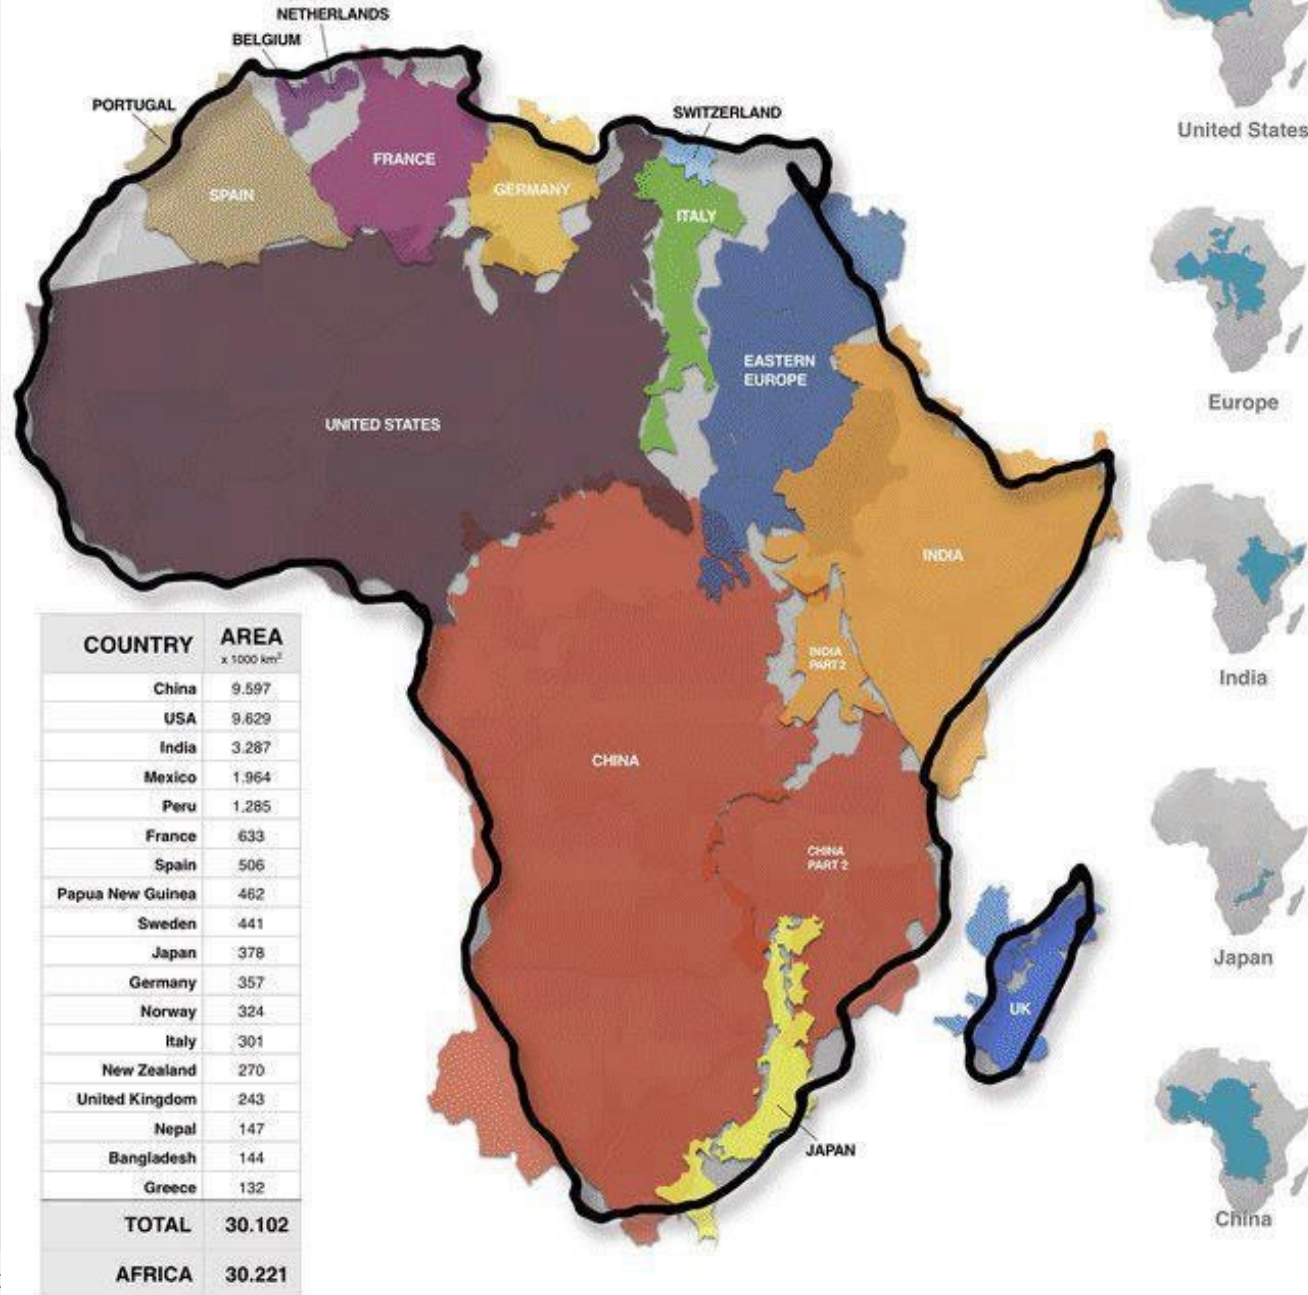 NETHERLANDS
BELGIUM
PORTUGAL
SWITZERLAND
FRANCE
SPAIN
GERMANY
ITALY
EASTERN
EUROPE
UNITED STATES
INDIA
INDIA
PART 2
CHINA
CHINA
PART 2
UK
JAPAN
COUNTRY AREA
x 1000 km²
China 9.597
USA 9.629
India 3.287
Mexico 1.964
Peru 1.285
France 633
Spain 506
Papua New Guinea 462
Sweden 441
Japan 378
Germany 357
Norway 324
Italy 301
New Zealand 270
United Kingdom 243
Nepal 147
Bangladesh 144
Greece 132
TOTAL 30.102
AFRICA 30.221
United States
Europe
India
Japan
China